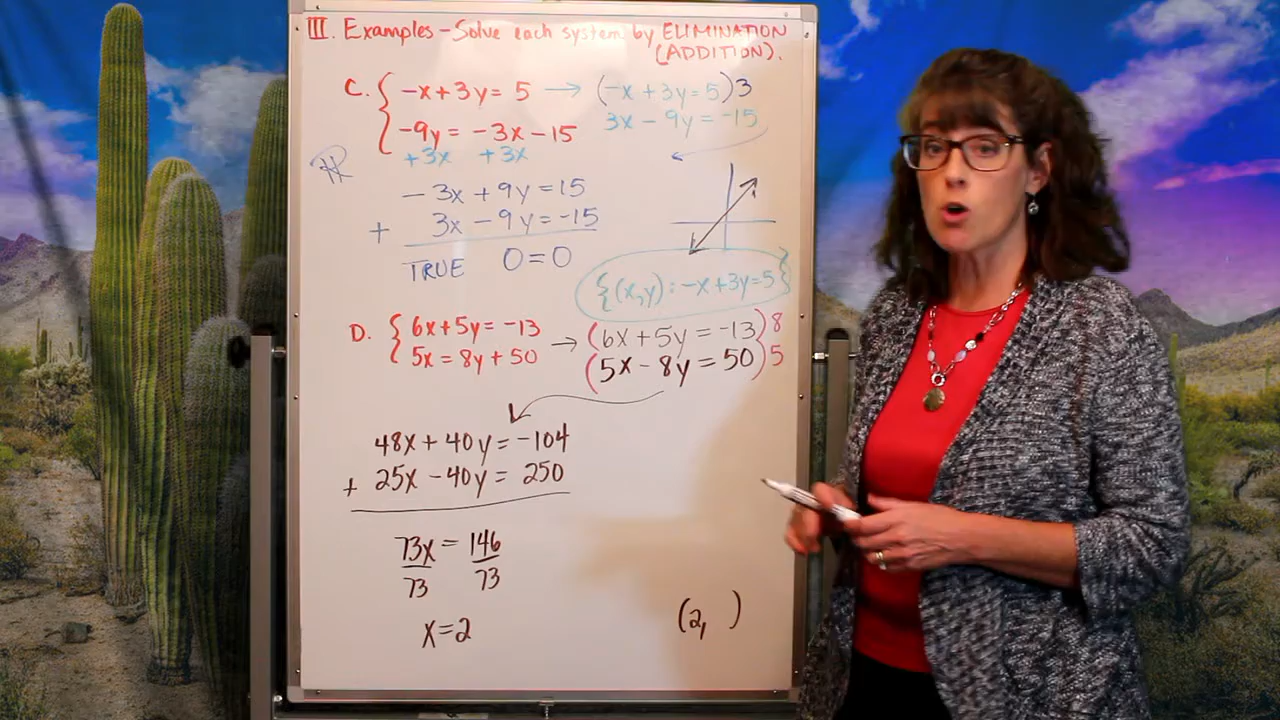 III. Examples - Solve each system by ELIMINATION
(ADDITION).
C. { -x + 3y = 5 → (-x + 3y = 5)3
-9y = -3x - 15 3x - 9y = -15
+3x +3x
-3x + 9y = 15
+ 3x - 9y = -15
TRUE 0 = 0
{(x,y): -x + 3y = 5}
D. { 6x + 5y = -13 → (6x + 5y = -13)8
5x = 8y + 50 (5x - 8y = 50)5
48x + 40y = -104
+ 25x - 40y = 250
73x = 146
73 73
x = 2
(2, )